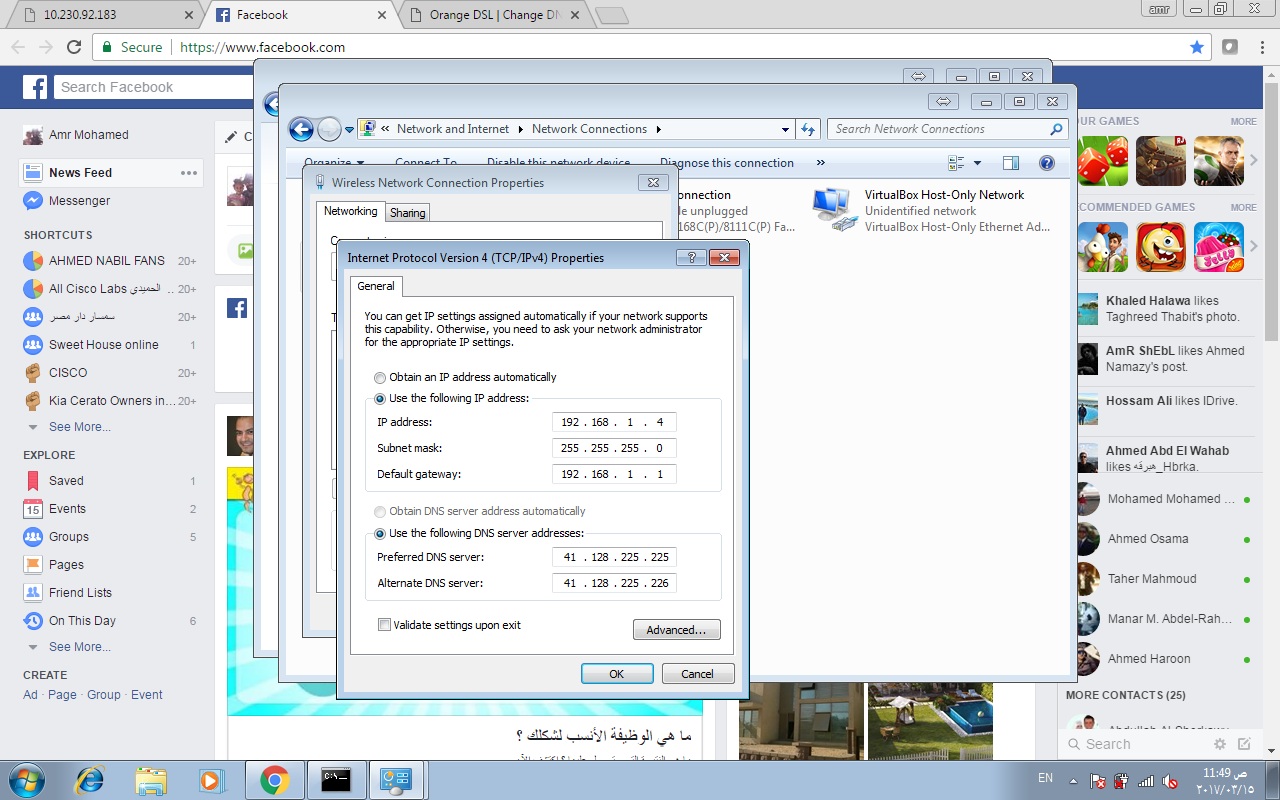 10.230.92.183
Facebook
Orange DSL | Change DN
amr
Secure
https://www.facebook.com
Search Facebook
Amr Mohamed
News Feed
Messenger
SHORTCUTS
AHMED NABIL FANS 20+
All Cisco Labs الحميدي .. 20+
سمسار دار مصر 20+
Sweet House online 1
CISCO 20+
Kia Cerato Owners in... 20+
See More...
EXPLORE
Saved 1
Events 2
15
Groups 5
Pages
Friend Lists
On This Day 6
See More...
CREATE
Ad · Page · Group · Event
« Network and Internet Network Connections
Search Network Connections
Organize Connect To Disable this network device Diagnose this connection »
onnection
le unplugged
168C(P)/8111C(P) Fa...
VirtualBox Host-Only Network
Unidentified network
VirtualBox Host-Only Ethernet Ad...
Wireless Network Connection Properties
Networking Sharing
Internet Protocol Version 4 (TCP/IPv4) Properties
General
You can get IP settings assigned automatically if your network supports
this capability. Otherwise, you need to ask your network administrator
for the appropriate IP settings.
Obtain an IP address automatically
Use the following IP address:
IP address: 192 . 168 . 1 . 4
Subnet mask: 255 . 255 . 255 . 0
Default gateway: 192 . 168 . 1 . 1
Obtain DNS server address automatically
Use the following DNS server addresses:
Preferred DNS server: 41 . 128 . 225 . 225
Alternate DNS server: 41 . 128 . 225 . 226
Validate settings upon exit
Advanced...
OK Cancel
ما هي الوظيفة الأنسب لشكلك ؟
OUR GAMES MORE
COMMENDED GAMES MORE
Khaled Halawa likes
Taghreed Thabit's photo.
AmR ShEbL likes Ahmed
Namazy's post.
Hossam Ali likes IDrive.
Ahmed Abd El Wahab
likes هبرقه_Hbrka.
Mohamed Mohamed ...
Ahmed Osama
Taher Mahmoud
Manar M. Abdel-Rah...
Ahmed Haroon
MORE CONTACTS (25)
Search
EN
11:49 ص
٢٠١٧/٠٣/١٥